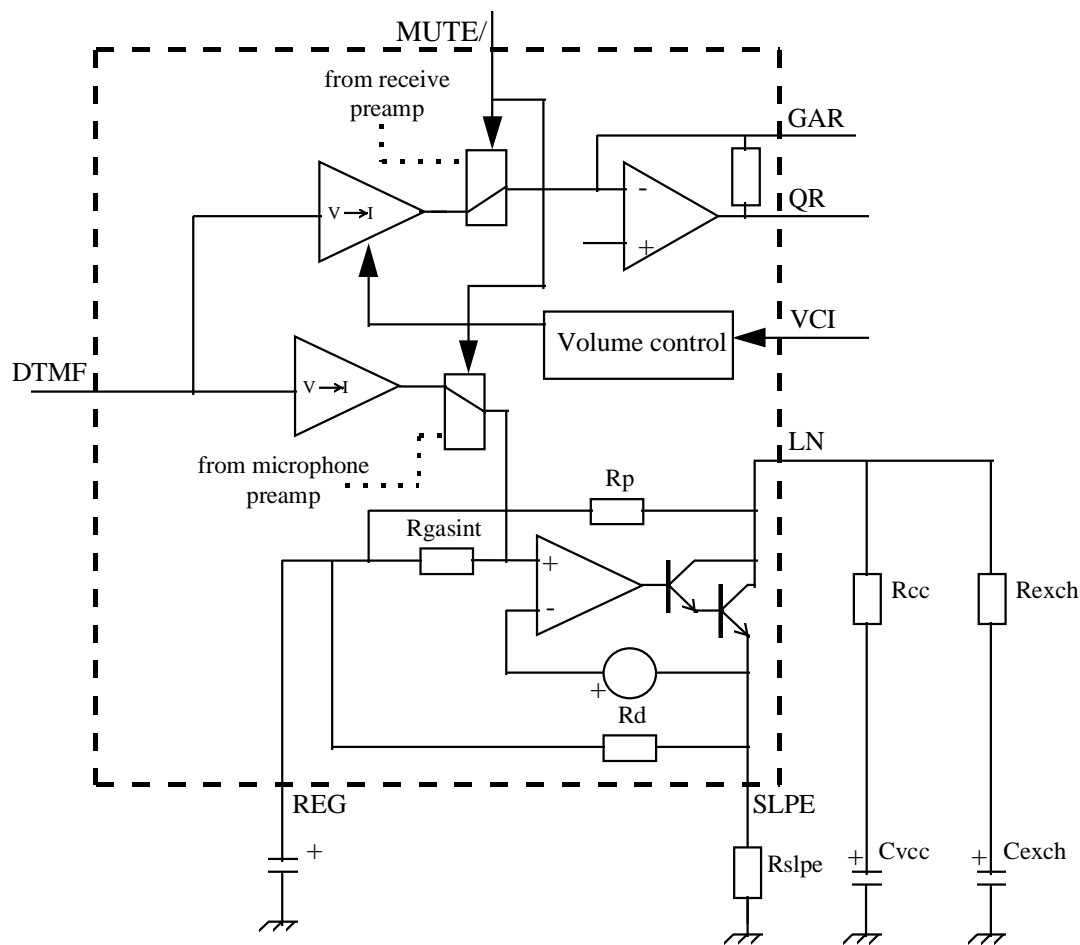 MUTE/
from receive
preamp
GAR
-
V I
QR
+
VCI
Volume control
DTMF
V I
LN
from microphone
preamp
Rp
Rgasint
+
Rcc
Rexch
-
+
Rd
REG
SLPE
+
Rslpe
+
Cvcc
+
Cexch